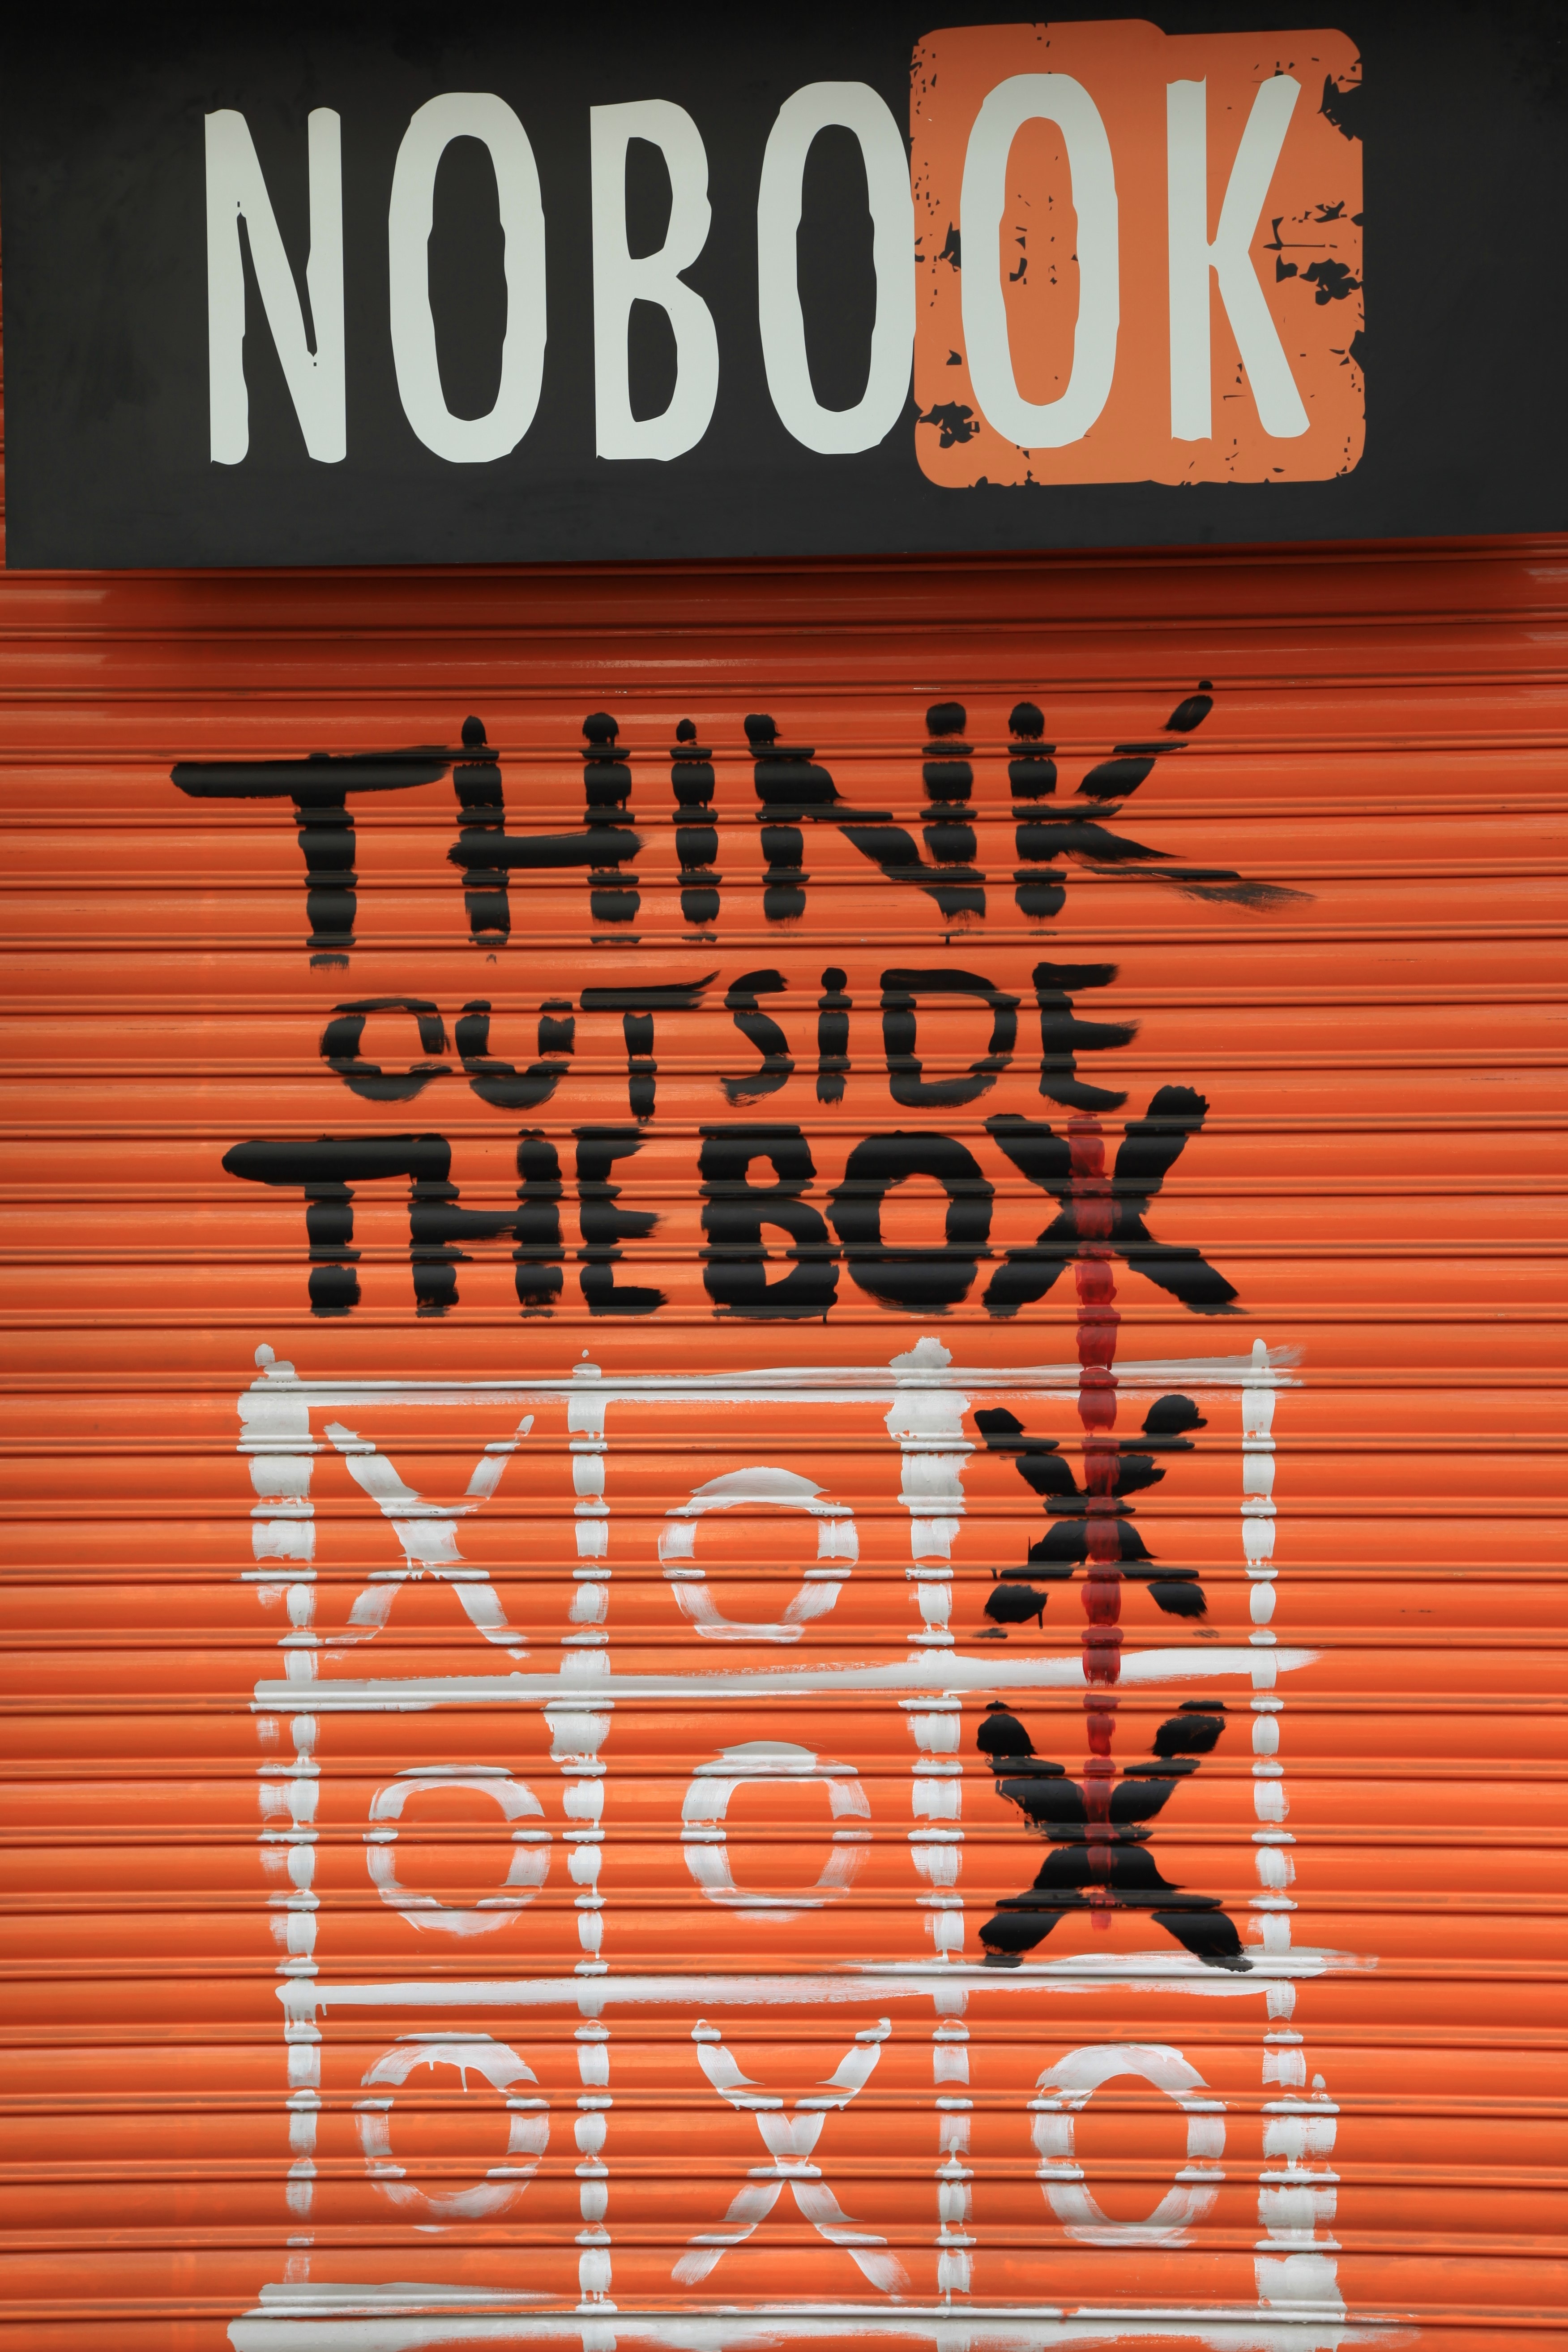 NOBOOK
THINK
OUTSIDE
THE BOX
X O X
O O X
O X O